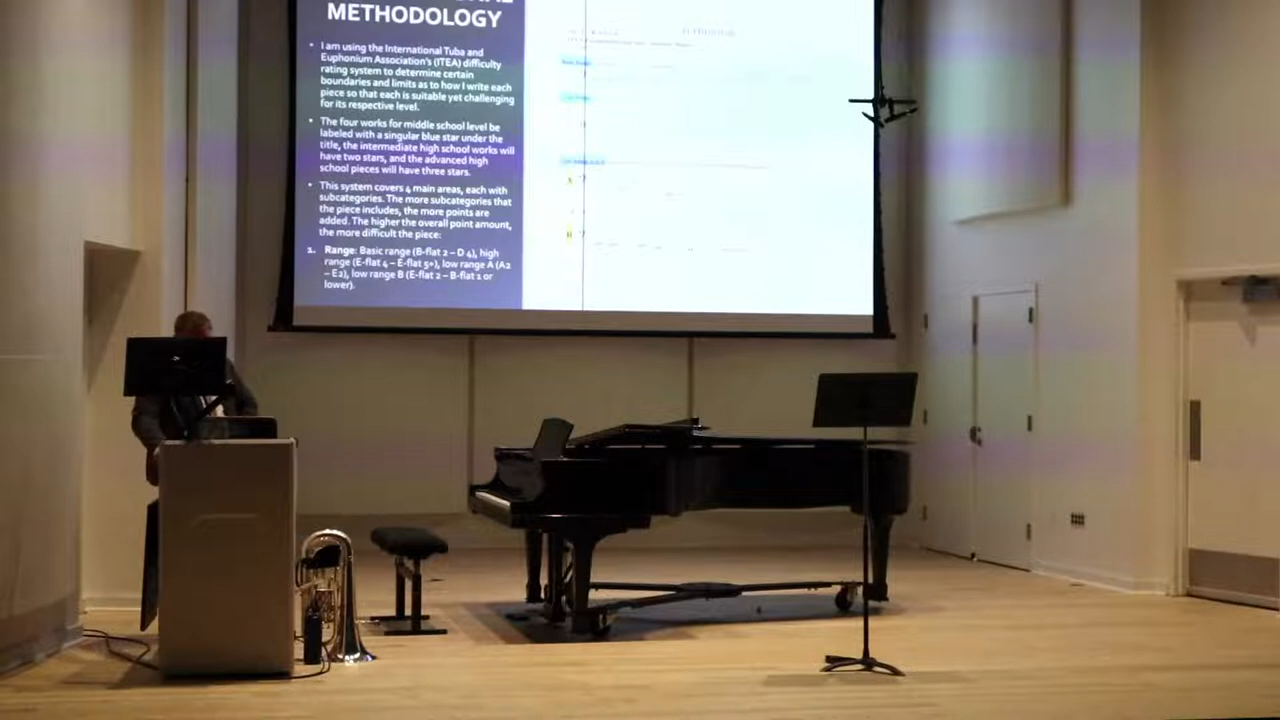 METHODOLOGY
• I am using the International Tuba and
Euphonium Association's (ITEA) difficulty
rating system to determine certain
boundaries and limits as to how I write each
piece so that each is suitable yet challenging
for its respective level.
• The four works for middle school level be
labeled with a singular blue star under the
title, the intermediate high school works will
have two stars, and the advanced high
school pieces will have three stars.
• This system covers 4 main areas, each with
subcategories. The more subcategories that
the piece includes, the more points are
added. The higher the overall point amount,
the more difficult the piece:
1. Range: Basic range (B-flat 2 – D 4), high
range (E-flat 4 – E-flat 5+), low range A (A2
– E2), low range B (E-flat 2 – B-flat 1 or
lower).